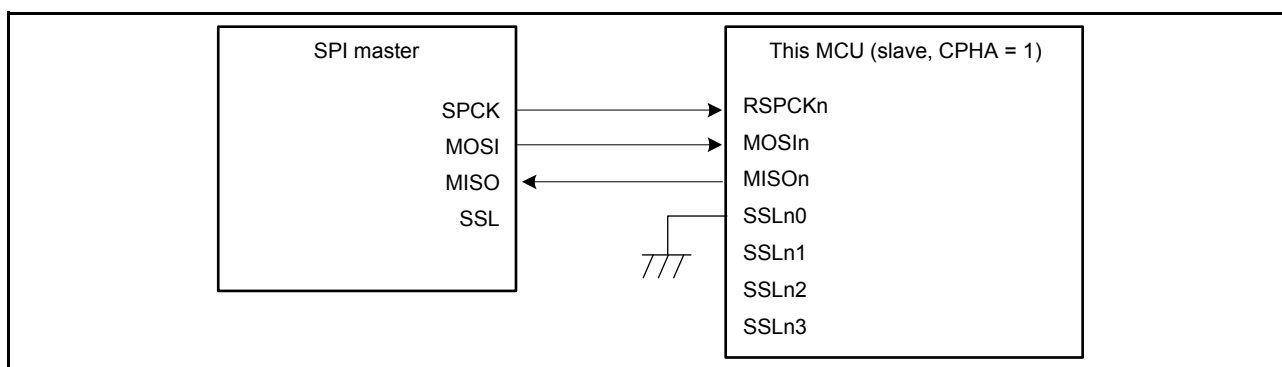 SPI master
SPCK
MOSI
MISO
SSL
This MCU (slave, CPHA = 1)
RSPCKn
MOSIn
MISOn
SSLn0
SSLn1
SSLn2
SSLn3